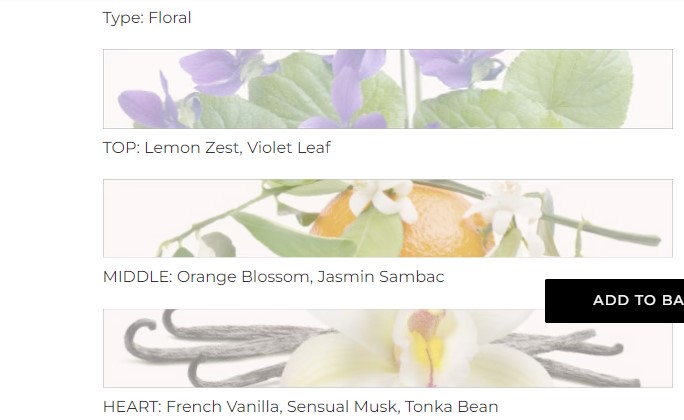 Type: Floral
TOP: Lemon Zest, Violet Leaf
MIDDLE: Orange Blossom, Jasmin Sambac
ADD TO BA
HEART: French Vanilla, Sensual Musk, Tonka Bean